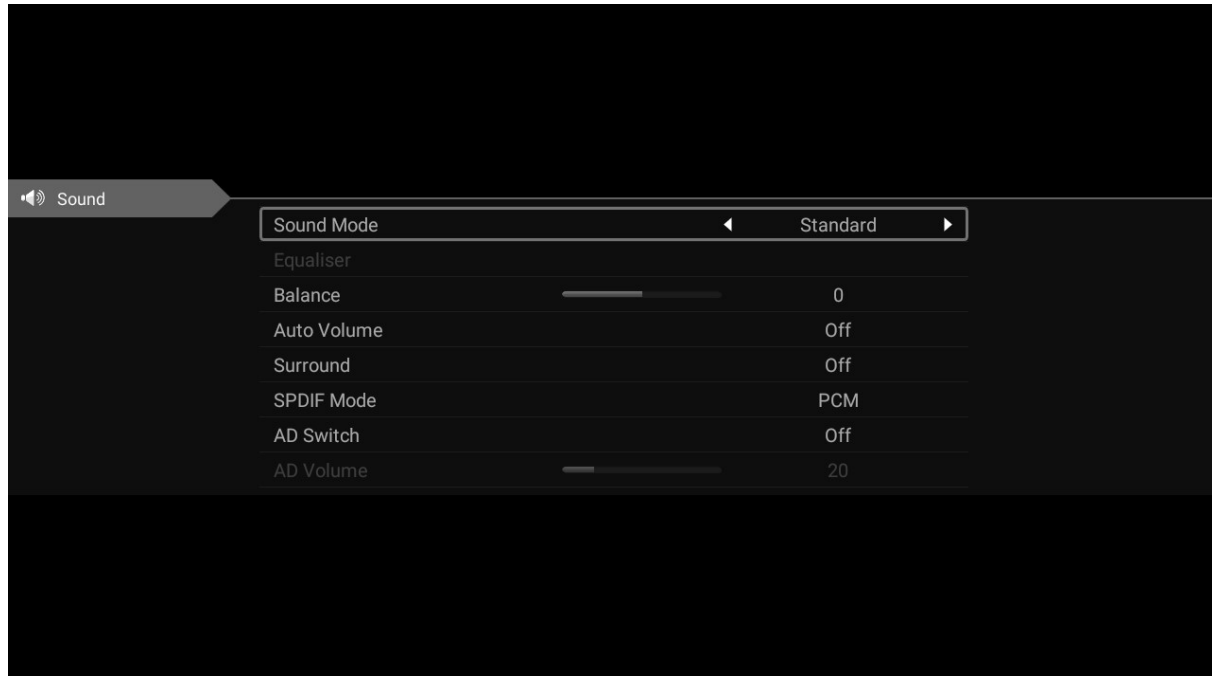 Sound
Sound Mode Standard
Equaliser
Balance 0
Auto Volume Off
Surround Off
SPDIF Mode PCM
AD Switch Off
AD Volume 20